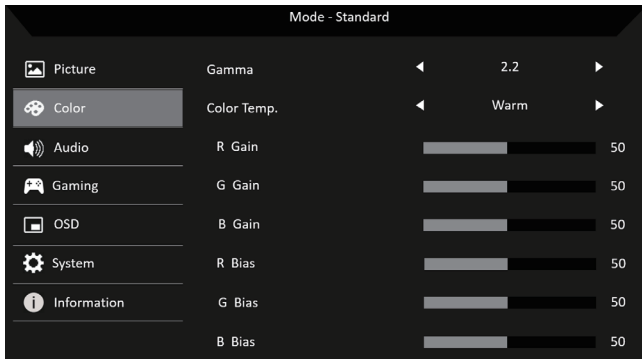 Mode - Standard
Picture
Gamma 2.2
Color
Color Temp. Warm
Audio
R Gain 50
Gaming
G Gain 50
OSD
B Gain 50
System
R Bias 50
Information
G Bias 50
B Bias 50